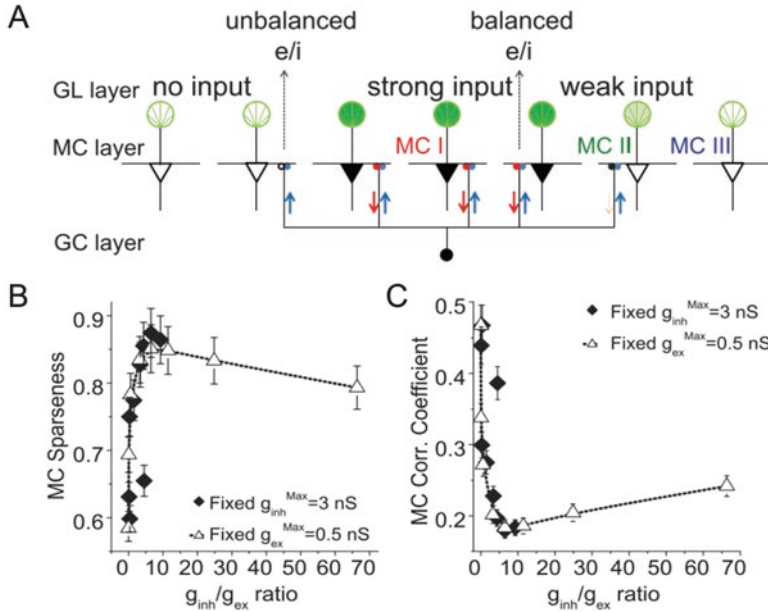 A
unbalanced balanced
e/i e/i
no input strong input weak input
GL layer
MC layer MC I MC II MC III
GC layer
B
MC Sparseness
0.9
0.8
0.7
0.6
Fixed g_inh^Max=3 nS
Fixed g_ex^Max=0.5 nS
0 10 20 30 40 50 60 70
g_inh/g_ex ratio
C
MC Corr. Coefficient
0.5
0.4
0.3
0.2
Fixed g_inh^Max=3 nS
Fixed g_ex^Max=0.5 nS
0 10 20 30 40 50 60 70
g_inh/g_ex ratio